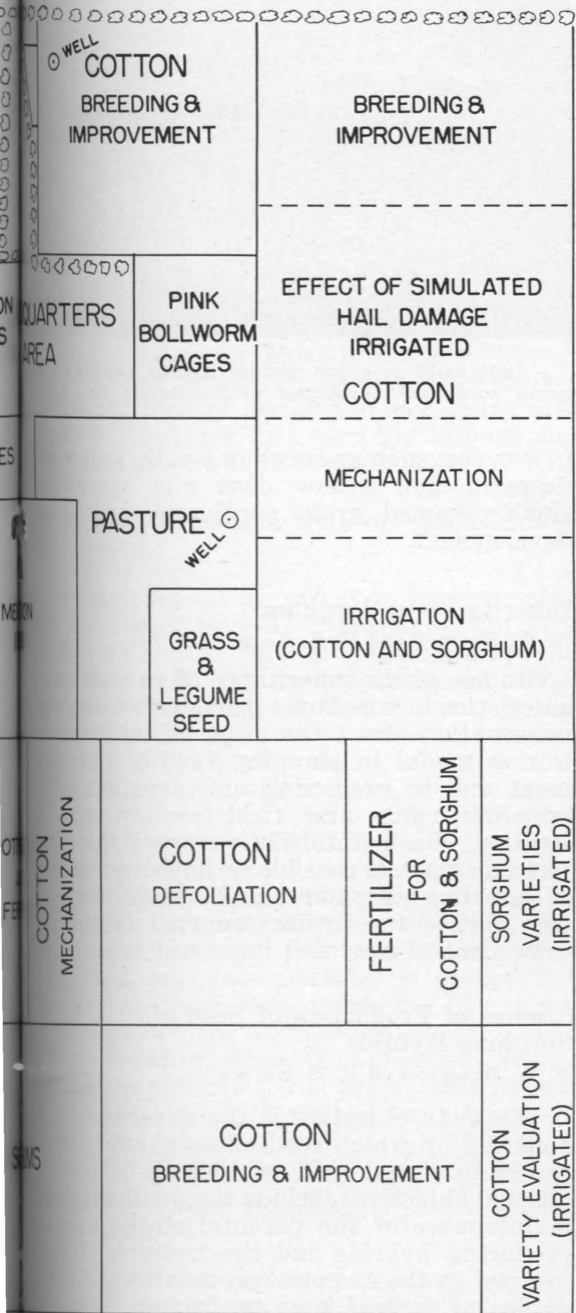 WELL
COTTON
BREEDING &
IMPROVEMENT
BREEDING &
IMPROVEMENT
EFFECT OF SIMULATED
HAIL DAMAGE
IRRIGATED
COTTON
QUARTERS
AREA
PINK
BOLLWORM
CAGES
MECHANIZATION
PASTURE
WELL
IRRIGATION
(COTTON AND SORGHUM)
GRASS
&
LEGUME
SEED
COTTON
MECHANIZATION
COTTON
DEFOLIATION
FERTILIZER
FOR
COTTON & SORGHUM
SORGHUM
VARIETIES
(IRRIGATED)
COTTON
BREEDING & IMPROVEMENT
COTTON
VARIETY EVALUATION
(IRRIGATED)